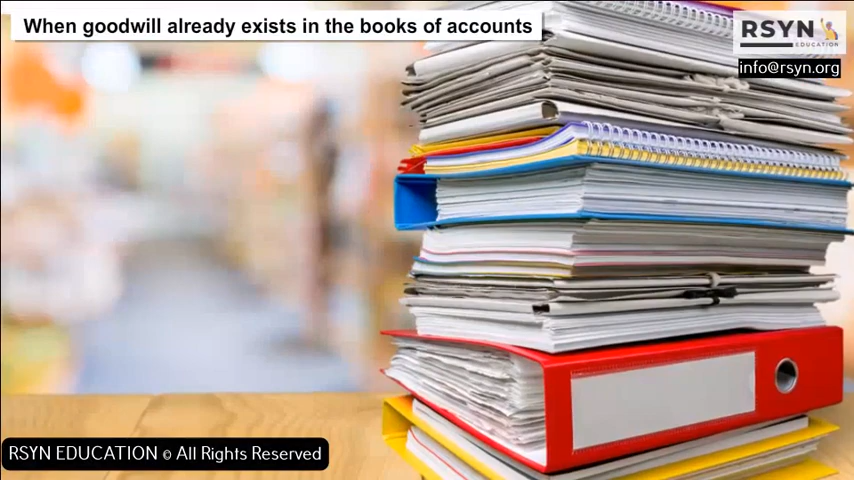 When goodwill already exists in the books of accounts
RSYN
EDUCATION
info@rsyn.org
RSYN EDUCATION © All Rights Reserved